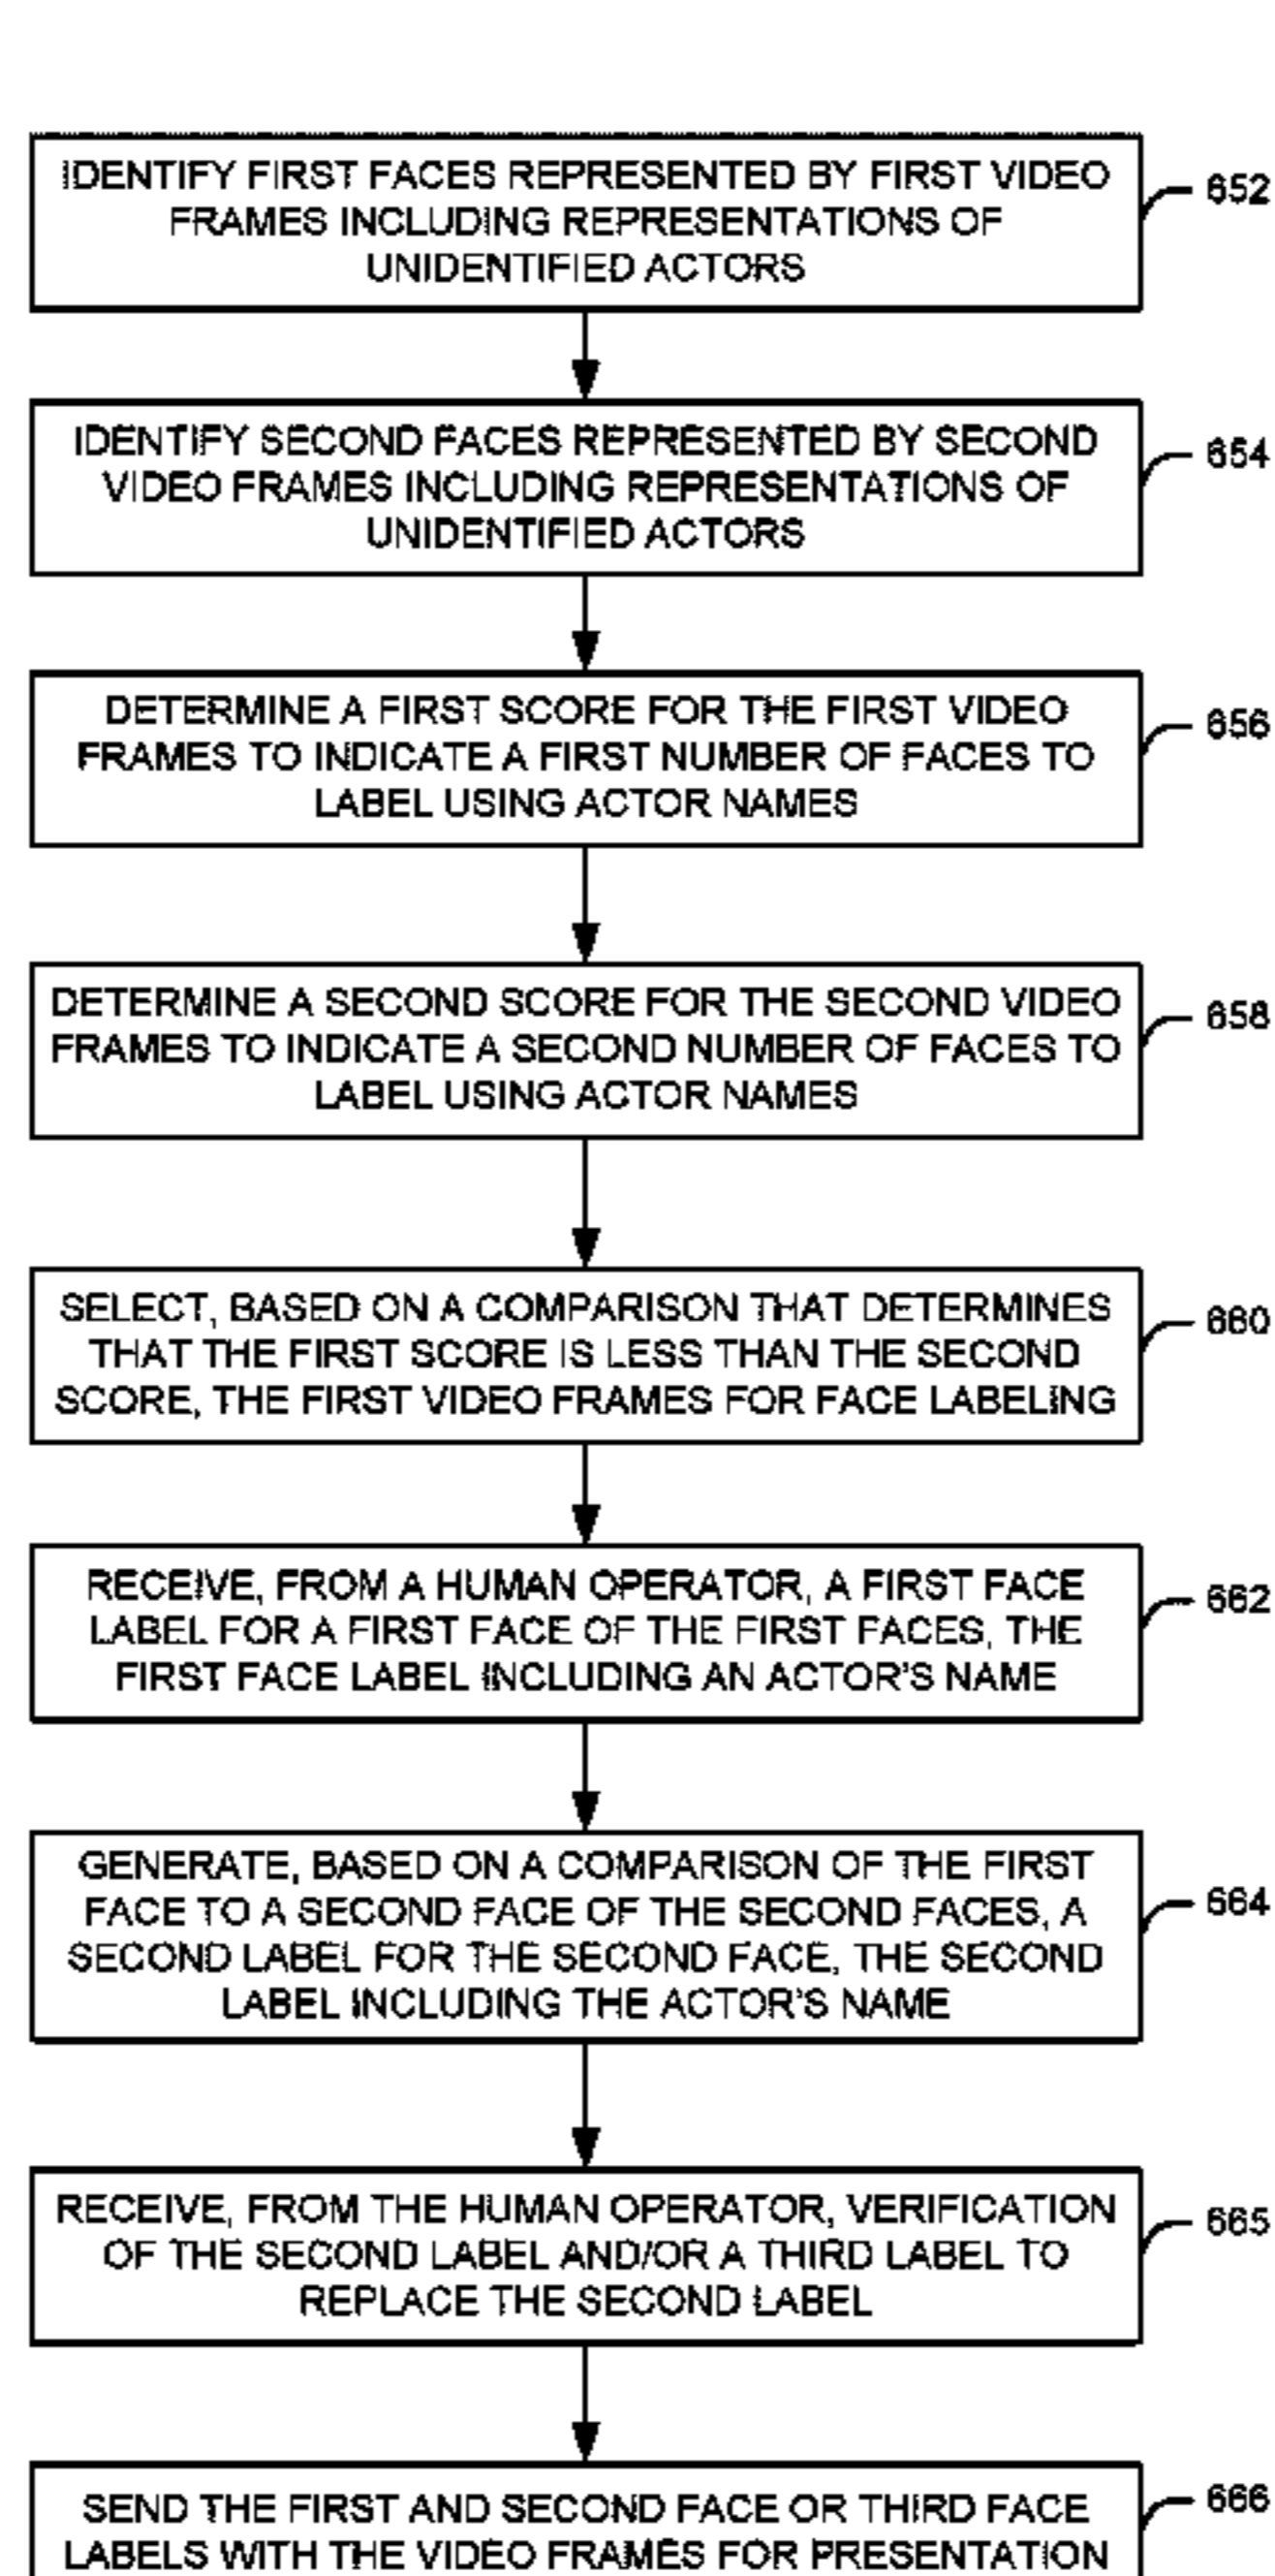 IDENTIFY FIRST FACES REPRESENTED BY FIRST VIDEO
FRAMES INCLUDING REPRESENTATIONS OF
UNIDENTIFIED ACTORS
652
IDENTIFY SECOND FACES REPRESENTED BY SECOND
VIDEO FRAMES INCLUDING REPRESENTATIONS OF
UNIDENTIFIED ACTORS
654
DETERMINE A FIRST SCORE FOR THE FIRST VIDEO
FRAMES TO INDICATE A FIRST NUMBER OF FACES TO
LABEL USING ACTOR NAMES
656
DETERMINE A SECOND SCORE FOR THE SECOND VIDEO
FRAMES TO INDICATE A SECOND NUMBER OF FACES TO
LABEL USING ACTOR NAMES
658
SELECT, BASED ON A COMPARISON THAT DETERMINES
THAT THE FIRST SCORE IS LESS THAN THE SECOND
SCORE, THE FIRST VIDEO FRAMES FOR FACE LABELING
660
RECEIVE, FROM A HUMAN OPERATOR, A FIRST FACE
LABEL FOR A FIRST FACE OF THE FIRST FACES, THE
FIRST FACE LABEL INCLUDING AN ACTOR'S NAME
662
GENERATE, BASED ON A COMPARISON OF THE FIRST
FACE TO A SECOND FACE OF THE SECOND FACES, A
SECOND LABEL FOR THE SECOND FACE, THE SECOND
LABEL INCLUDING THE ACTOR'S NAME
664
RECEIVE, FROM THE HUMAN OPERATOR, VERIFICATION
OF THE SECOND LABEL AND/OR A THIRD LABEL TO
REPLACE THE SECOND LABEL
665
SEND THE FIRST AND SECOND FACE OR THIRD FACE
LABELS WITH THE VIDEO FRAMES FOR PRESENTATION
666